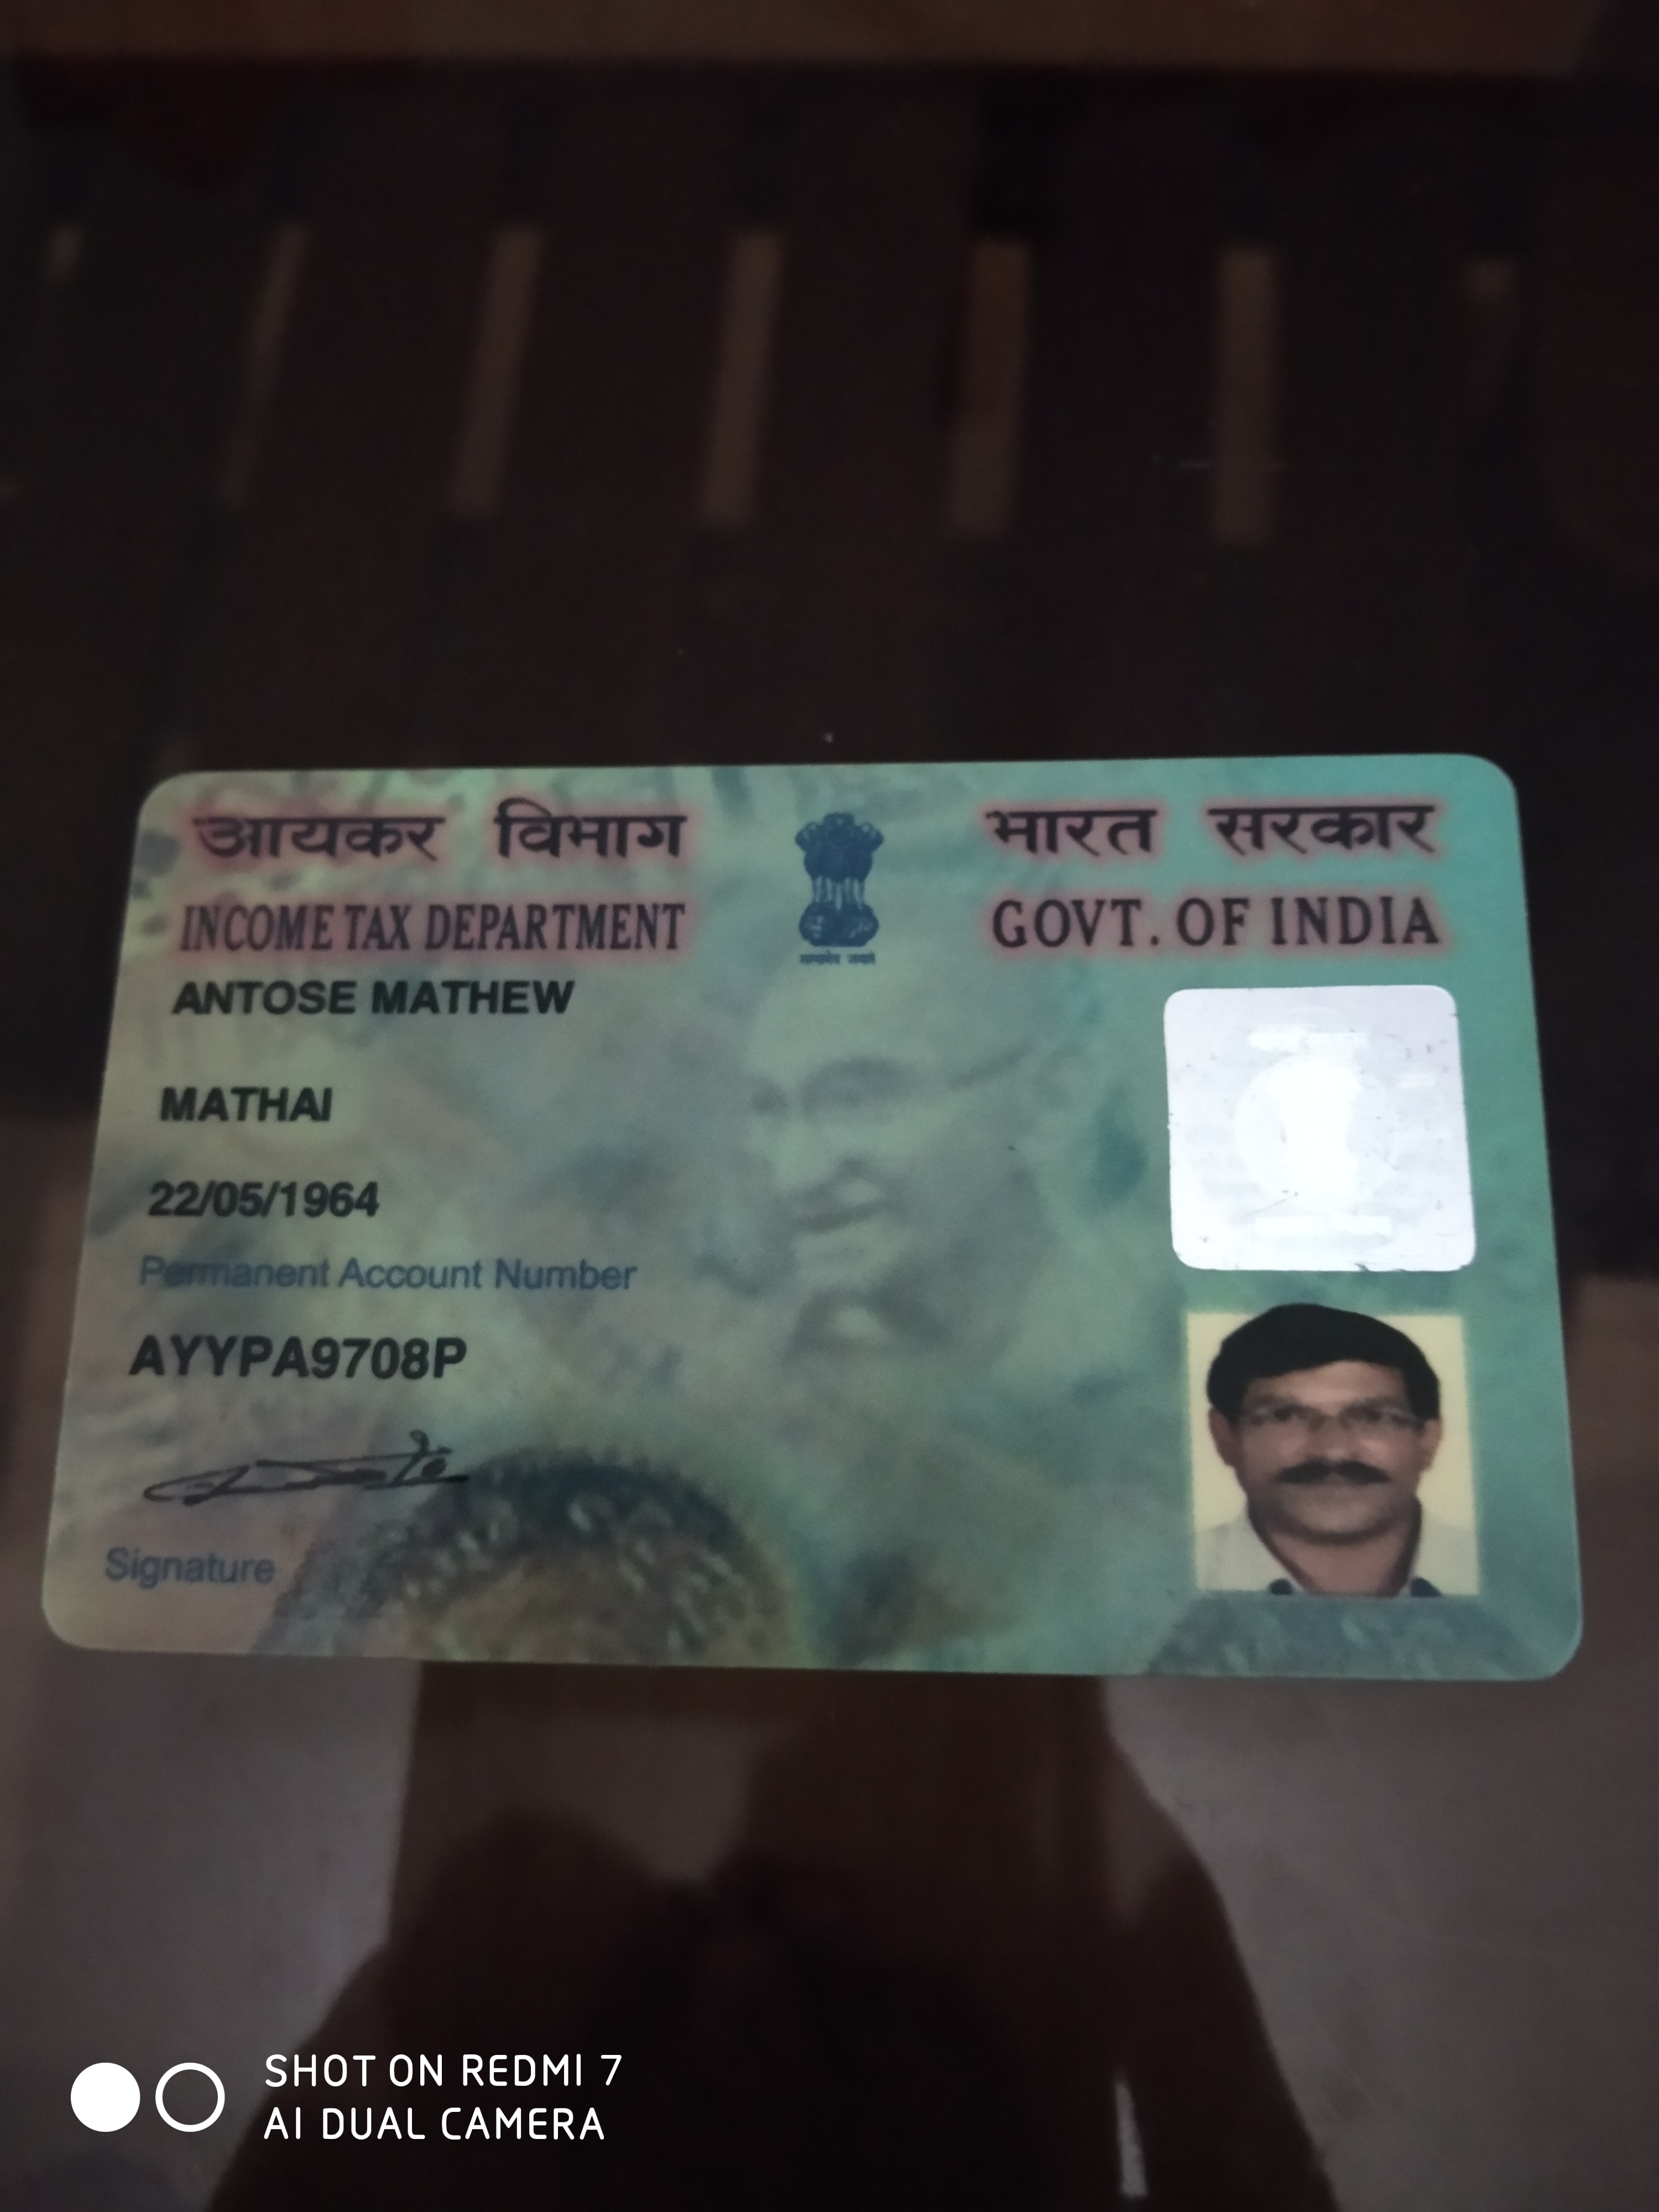 आयकर विभाग
INCOME TAX DEPARTMENT
सत्यमेव जयते
भारत सरकार
GOVT. OF INDIA
ANTOSE MATHEW
MATHAI
22/05/1964
Permanent Account Number
AYYPA9708P
Signature
SHOT ON REDMI 7
AI DUAL CAMERA